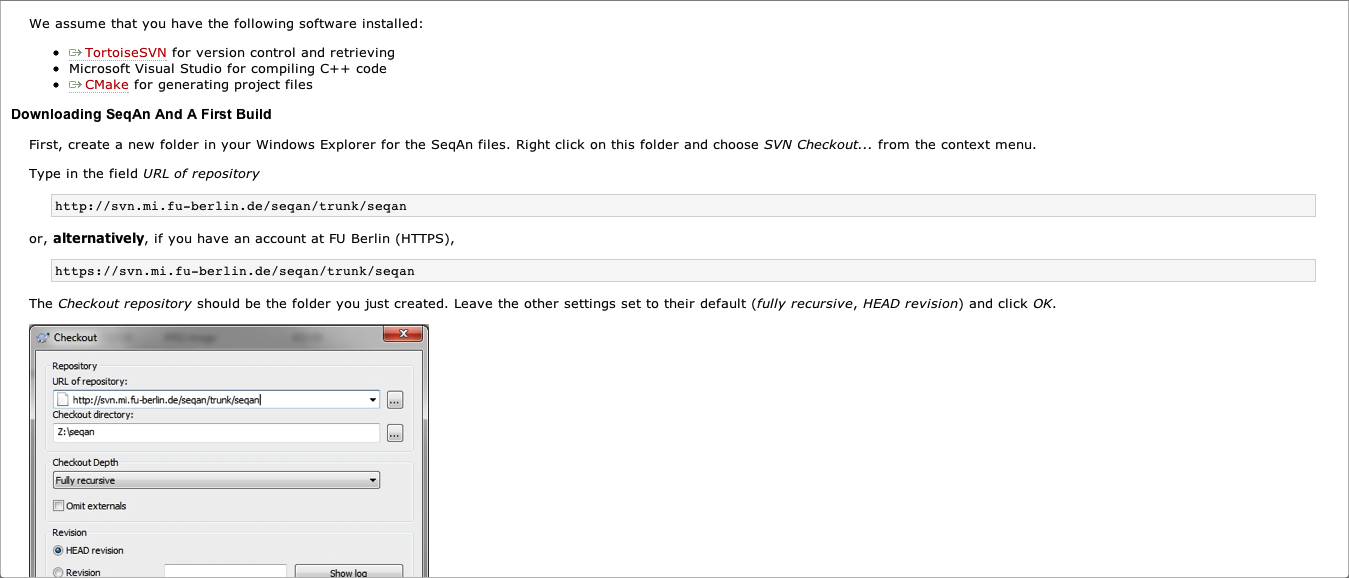 We assume that you have the following software installed:
TortoiseSVN for version control and retrieving
Microsoft Visual Studio for compiling C++ code
CMake for generating project files
Downloading SeqAn And A First Build
First, create a new folder in your Windows Explorer for the SeqAn files. Right click on this folder and choose SVN Checkout... from the context menu.
Type in the field URL of repository
http://svn.mi.fu-berlin.de/seqan/trunk/seqan
or, alternatively, if you have an account at FU Berlin (HTTPS),
https://svn.mi.fu-berlin.de/seqan/trunk/seqan
The Checkout repository should be the folder you just created. Leave the other settings set to their default (fully recursive, HEAD revision) and click OK.
Checkout
Repository
URL of repository:
http://svn.mi.fu-berlin.de/seqan/trunk/seqan
...
Checkout directory:
Z:\seqan
...
Checkout Depth
Fully recursive
Omit externals
Revision
HEAD revision
Revision
Show log